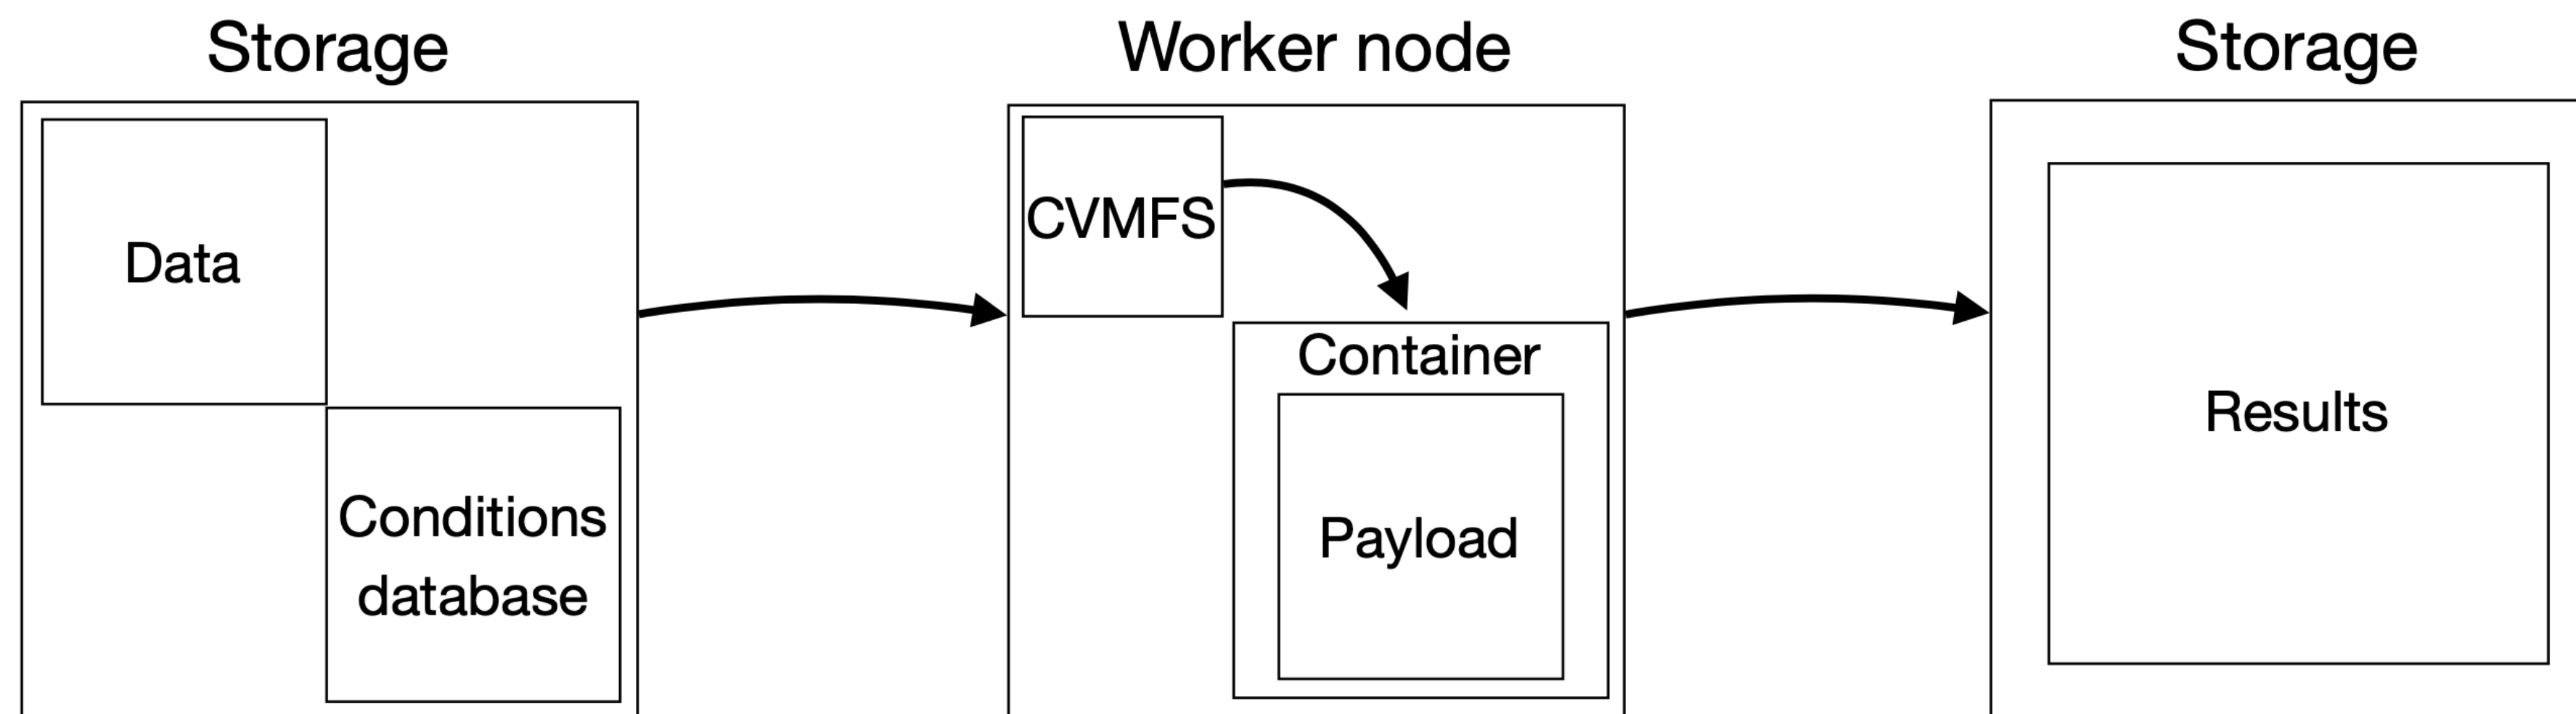 Storage
Data
Conditions
database
Worker node
CVMFS
Container
Payload
Storage
Results